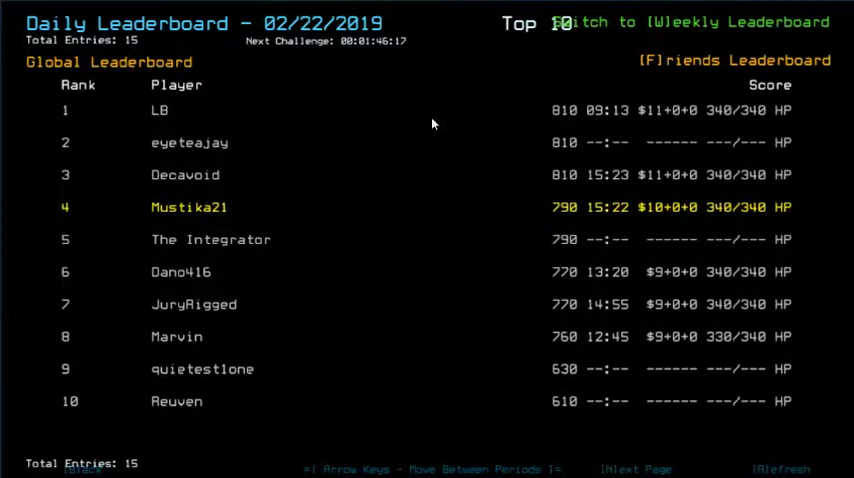 Daily Leaderboard - 02/22/2019 Top 10 Switch to [W]eekly Leaderboard
Total Entries: 15 Next Challenge: 00:01:46:17
Global Leaderboard [F]riends Leaderboard
Rank Player Score
1 LB 810 09:13 $11+0+0 340/340 HP
2 eyeteajay 810 --:-- ------ ---/--- HP
3 Decavoid 810 15:23 $11+0+0 340/340 HP
4 Mustika21 790 15:22 $10+0+0 340/340 HP
5 The Integrator 790 --:-- ------ ---/--- HP
6 Dano416 770 13:20 $9+0+0 340/340 HP
7 JuryRigged 770 14:55 $9+0+0 340/340 HP
8 Marvin 760 12:45 $9+0+0 330/340 HP
9 quietest1one 630 --:-- ------ ---/--- HP
10 Reuven 610 --:-- ------ ---/--- HP
Total Entries: 15
[B]ack =[ Arrow Keys - Move Between Periods ]= [N]ext Page [R]efresh